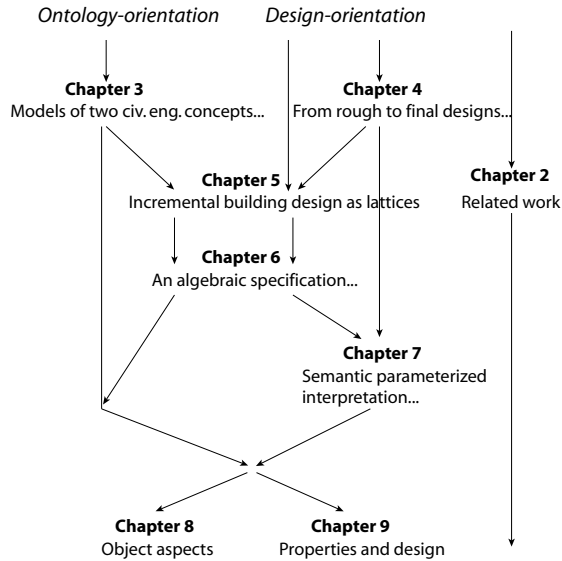 Ontology-orientation
Design-orientation
Chapter 3
Models of two civ. eng. concepts...
Chapter 4
From rough to final designs...
Chapter 2
Related work
Chapter 5
Incremental building design as lattices
Chapter 6
An algebraic specification...
Chapter 7
Semantic parameterized
interpretation...
Chapter 8
Object aspects
Chapter 9
Properties and design